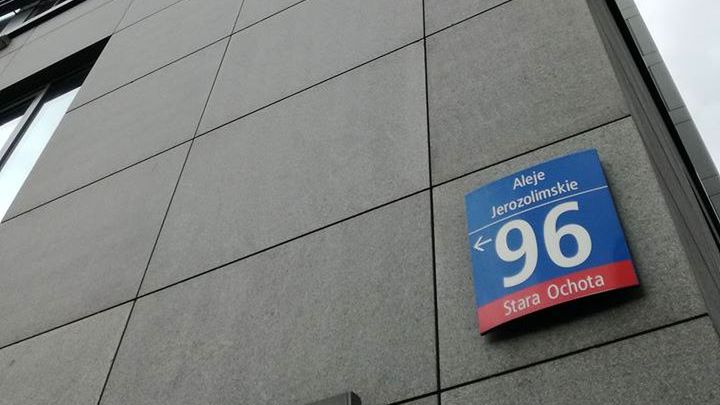 Aleje
Jerozolimskie
← 96
Stara Ochota